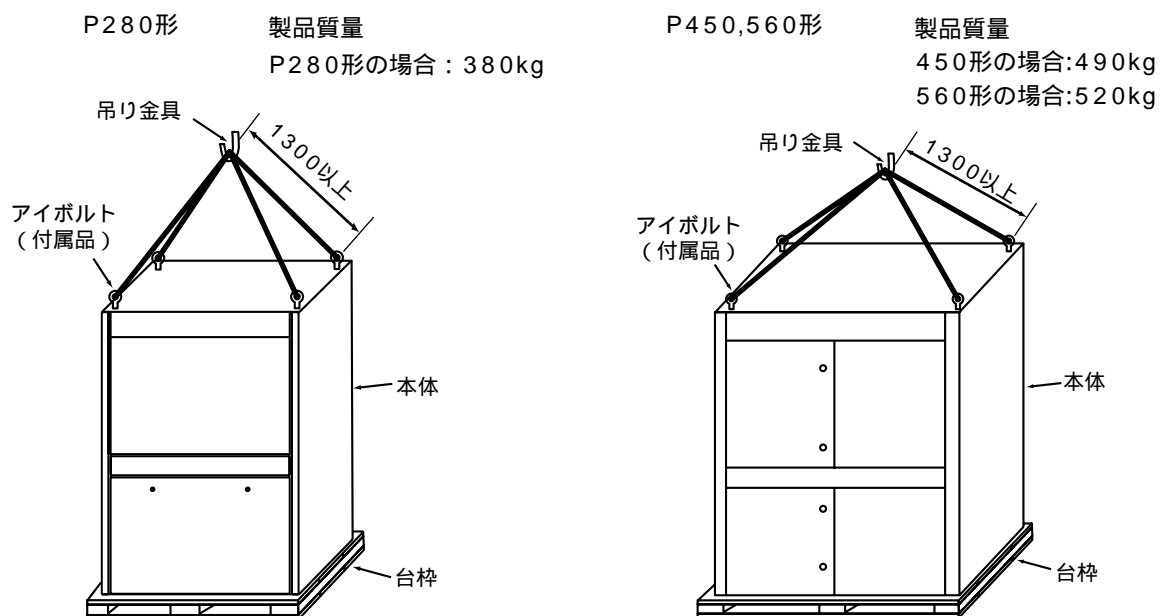 P280形
製品質量
P280形の場合：380kg
吊り金具
1300以上
アイボルト
（付属品）
本体
台枠
P450,560形
製品質量
450形の場合:490kg
560形の場合:520kg
吊り金具
1300以上
アイボルト
（付属品）
本体
台枠